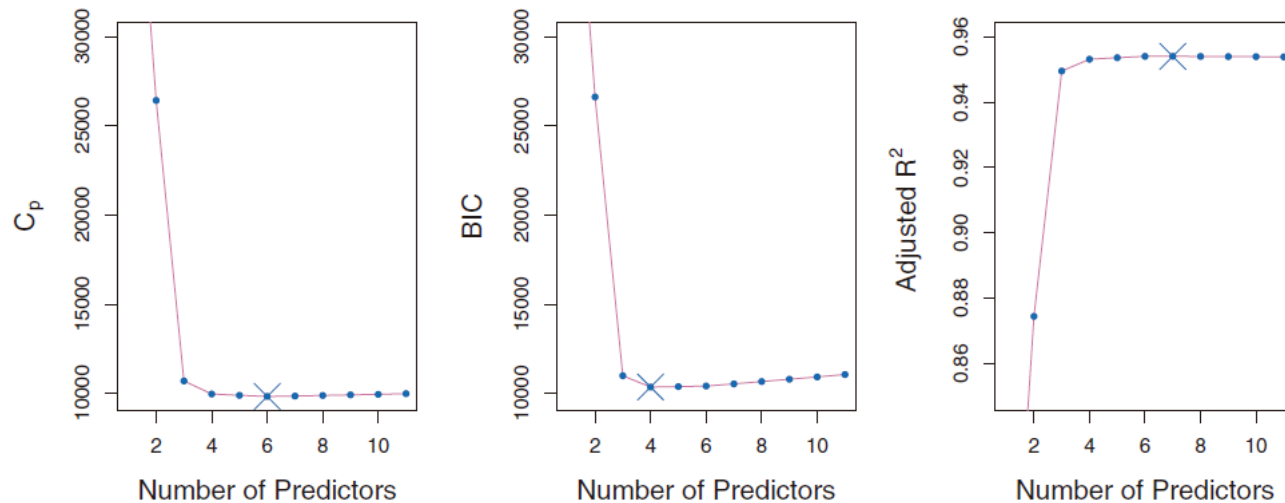 C_p
30000
25000
20000
15000
10000
2 4 6 8 10
Number of Predictors
BIC
30000
25000
20000
15000
10000
2 4 6 8 10
Number of Predictors
Adjusted R²
0.96
0.94
0.92
0.90
0.88
0.86
2 4 6 8 10
Number of Predictors